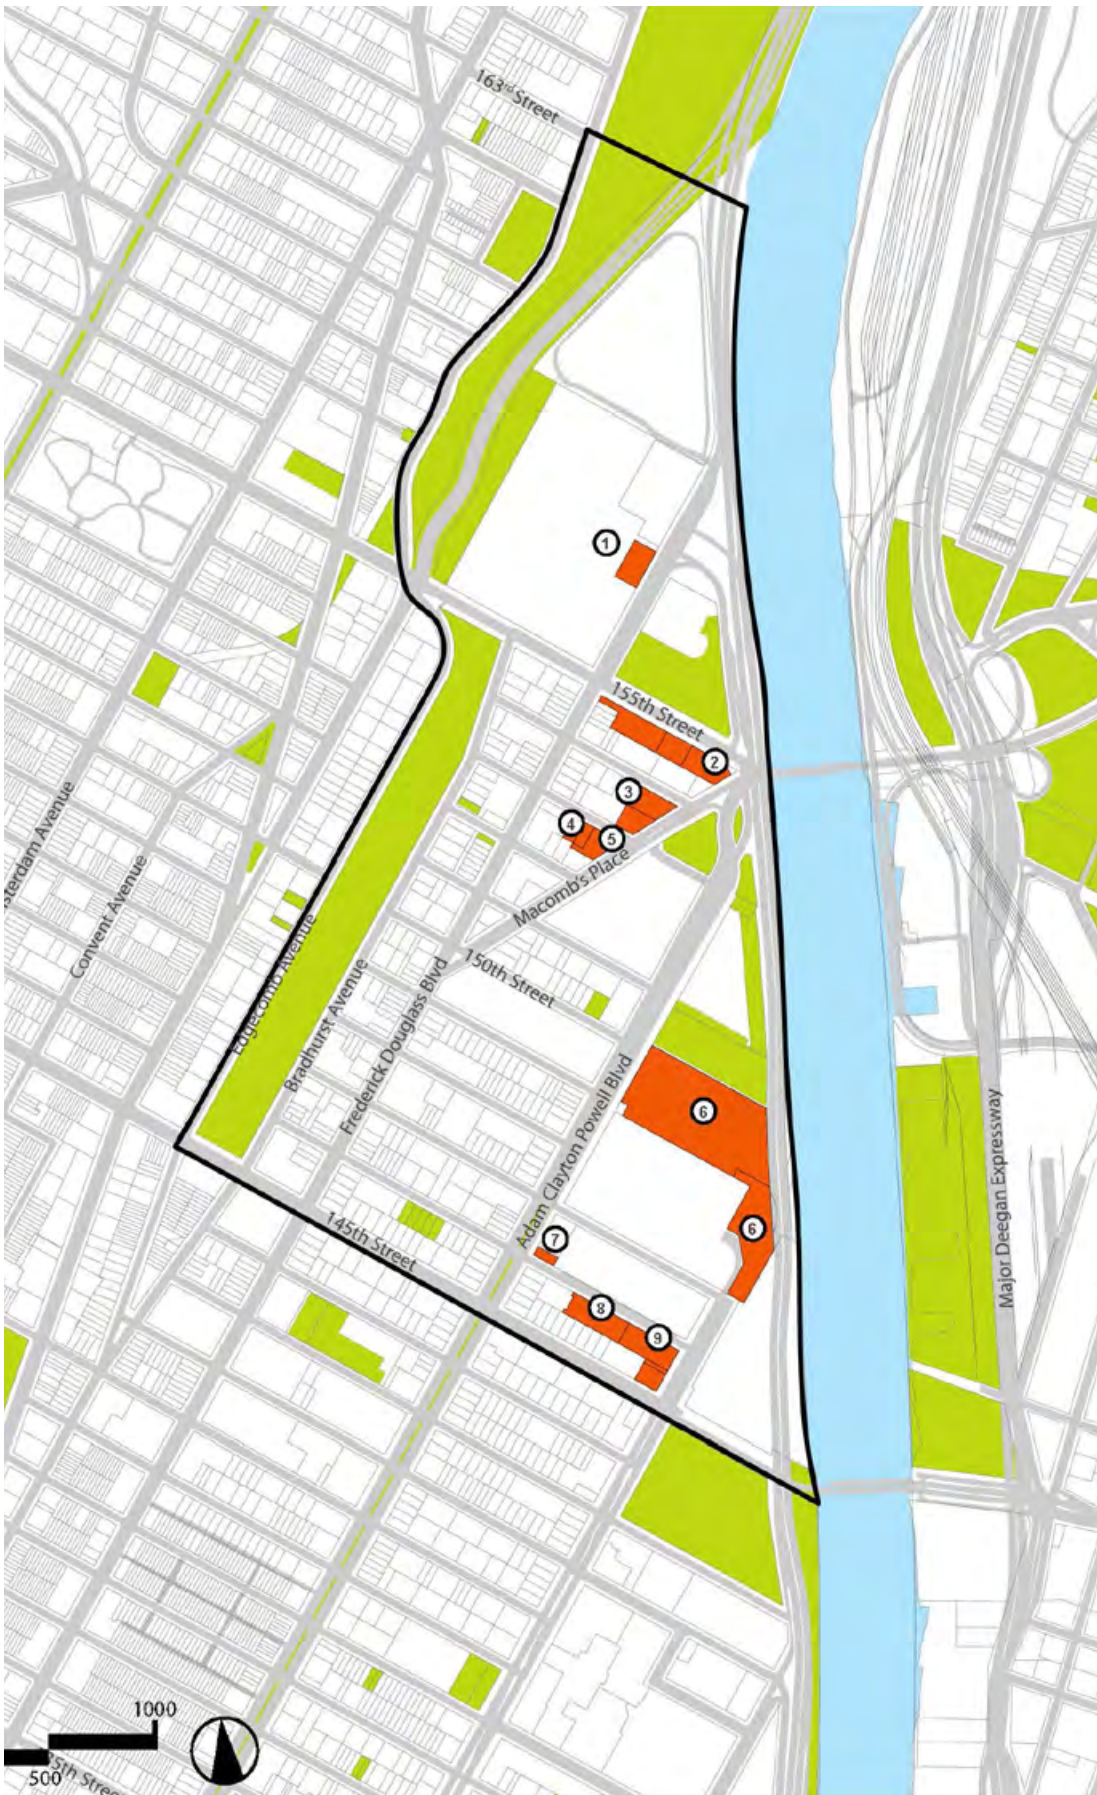 163rd Street
1
155th Street
2
3
4
5
Macomb's Place
sterdam Avenue
Convent Avenue
Edgecomb Avenue
Bradhurst Avenue
Frederick Douglass Blvd
150th Street
Adam Clayton Powell Blvd
6
6
Major Deegan Expressway
7
145th Street
8
9
1000
500
35th Stre